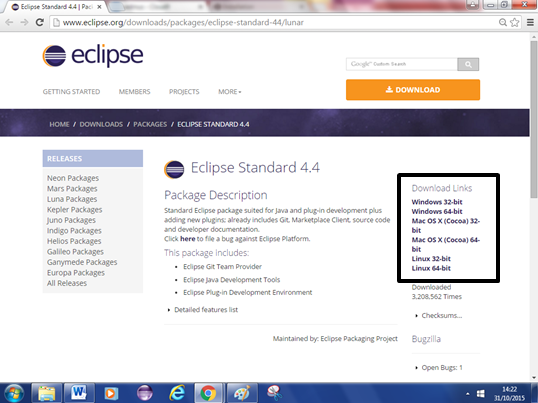 Eclipse Standard 4.4 | Pack
www.eclipse.org/downloads/packages/eclipse-standard-44/lunar
eclipse
Google™ Custom Search
GETTING STARTED MEMBERS PROJECTS MORE
DOWNLOAD
HOME / DOWNLOADS / PACKAGES / ECLIPSE STANDARD 4.4
RELEASES
Neon Packages
Mars Packages
Luna Packages
Kepler Packages
Juno Packages
Indigo Packages
Helios Packages
Galileo Packages
Ganymede Packages
Europa Packages
All Releases
Eclipse Standard 4.4
Package Description
Standard Eclipse package suited for Java and plug-in development plus
adding new plugins: already includes Git, Marketplace Client, source code
and developer documentation.
Click here to file a bug against Eclipse Platform.
This package includes:
• Eclipse Git Team Provider
• Eclipse Java Development Tools
• Eclipse Plug-in Development Environment
Detailed features list
Maintained by: Eclipse Packaging Project
Download Links
Windows 32-bit
Windows 64-bit
Mac OS X (Cocoa) 32-
bit
Mac OS X (Cocoa) 64-
bit
Linux 32-bit
Linux 64-bit
Downloaded
3,208,562 Times
Checksums...
Bugzilla
Open Bugs: 1
14:22
31/10/2015